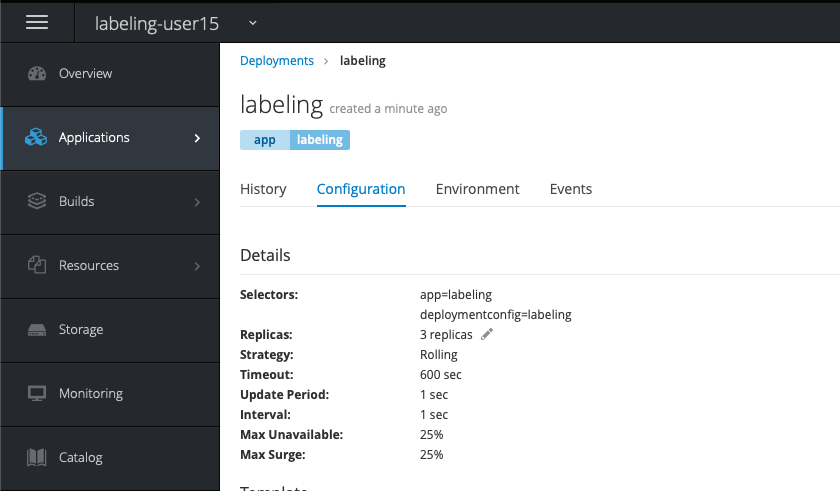 labeling-user15
Overview
Applications
Builds
Resources
Storage
Monitoring
Catalog
Deployments > labeling
labeling created a minute ago
app labeling
History Configuration Environment Events
Details
Selectors: app=labeling
deploymentconfig=labeling
Replicas: 3 replicas
Strategy: Rolling
Timeout: 600 sec
Update Period: 1 sec
Interval: 1 sec
Max Unavailable: 25%
Max Surge: 25%
Template